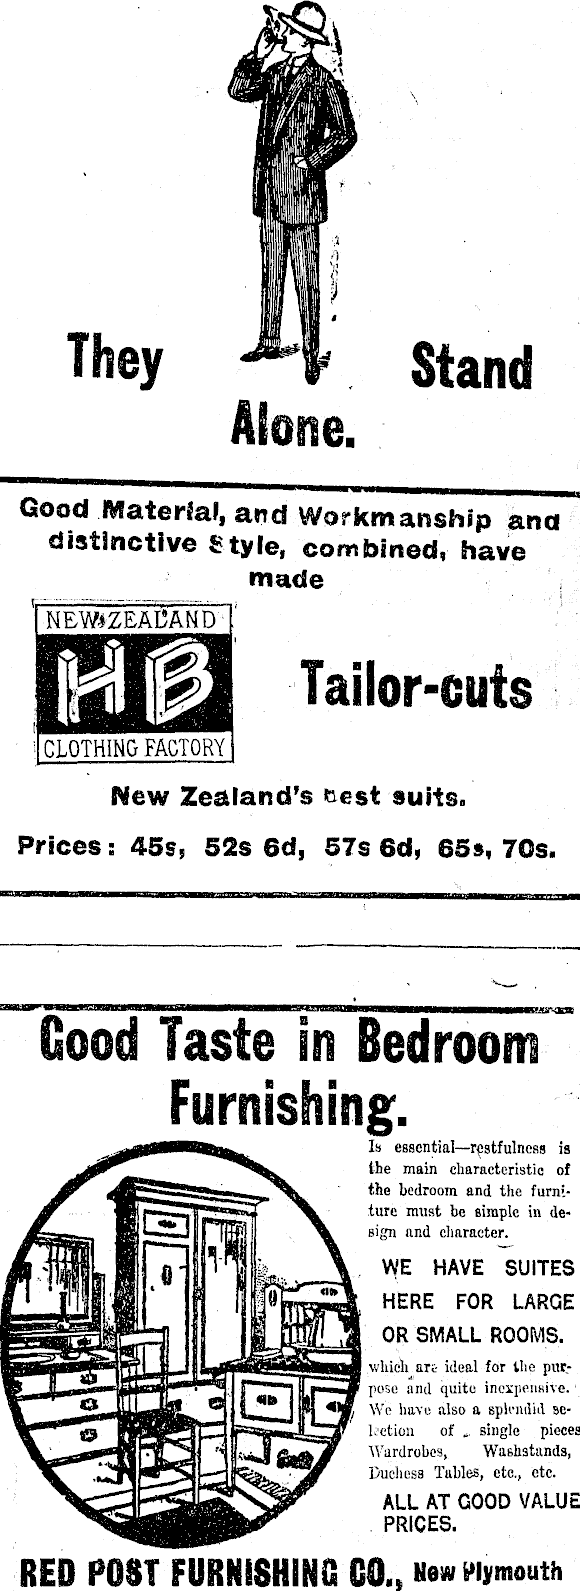 They Stand
Alone.
Good Material, and Workmanship and
distinctive Style, combined, have
made
NEW ZEALAND
HB
CLOTHING FACTORY
Tailor-cuts
New Zealand's best suits.
Prices: 45s, 52s 6d, 57s 6d, 65s, 70s.
Good Taste in Bedroom
Furnishing.
Is essential—restfulness is
the main characteristic of
the bedroom and the furni-
ture must be simple in de-
sign and character.
WE HAVE SUITES
HERE FOR LARGE
OR SMALL ROOMS.
which are ideal for the pur-
pose and quite inexpensive.
We have also a splendid se-
lection of single pieces
Wardrobes, Washstands,
Duchess Tables, etc., etc.
ALL AT GOOD VALUE
PRICES.
RED POST FURNISHING CO., New Plymouth